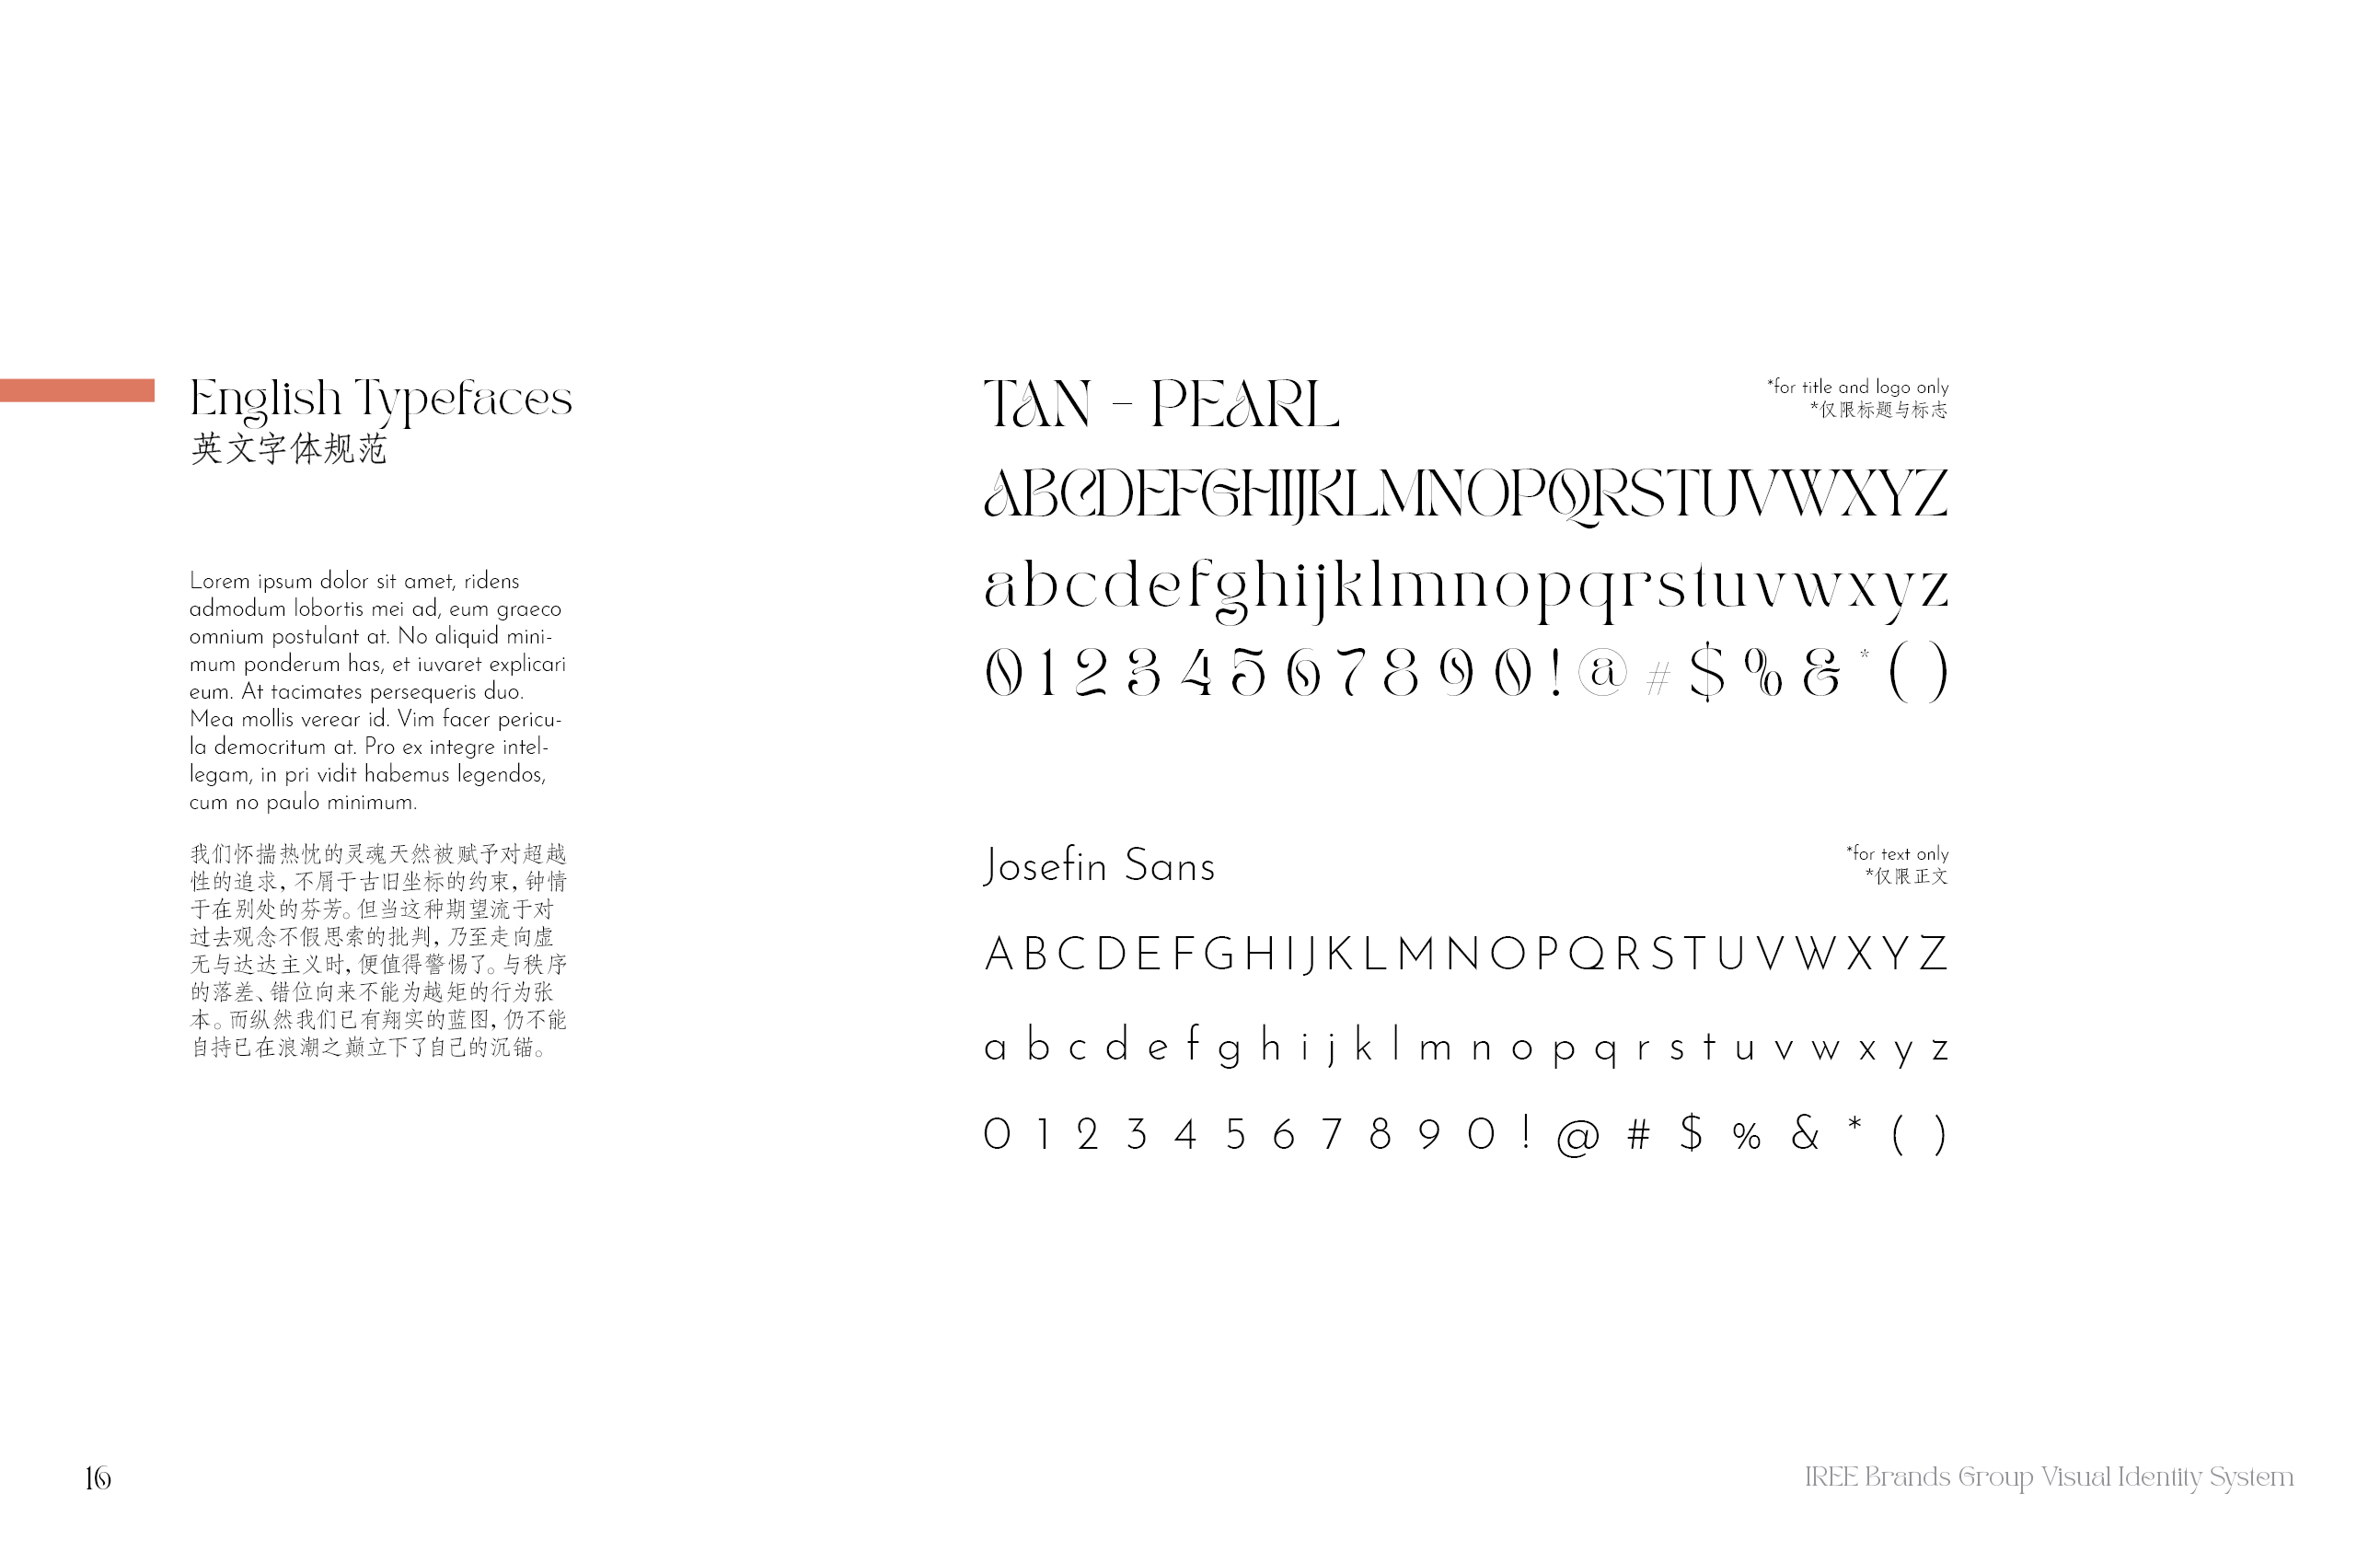 English Typefaces
英文字体规范
Lorem ipsum dolor sit amet, ridens
admodum lobortis mei ad, eum graeco
omnium postulant at. No aliquid mini-
mum ponderum has, et iuvaret explicari
eum. At tacimates persequeris duo.
Mea mollis verear id. Vim facer pericu-
la democritum at. Pro ex integre intel-
legam, in pri vidit habemus legendos,
cum no paulo minimum.
我们怀揣热忱的灵魂天然被赋予对超越
性的追求，不屑于古旧坐标的约束，钟情
于在别处的芬芳。但当这种期望流于对
过去观念不假思索的批判，乃至走向虚
无与达达主义时，便值得警惕了。与秩序
的落差、错位向来不能为越矩的行为张
本。而纵然我们已有翔实的蓝图，仍不能
自持已在浪潮之巅立下了自己的沉锚。
TAN - PEARL
*for title and logo only
*仅限标题与标志
ABCDEFGHIJKLMNOPQRSTUVWXYZ
abcdefghijklmnopqrstuvwxyz
0 1 2 3 4 5 6 7 8 9 0 ! @ # $ % & * ( )
Josefin Sans
*for text only
*仅限正文
A B C D E F G H I J K L M N O P Q R S T U V W X Y Z
a b c d e f g h i j k l m n o p q r s t u v w x y z
0 1 2 3 4 5 6 7 8 9 0 ! @ # $ % & * ( )
16
IREE Brands Group Visual Identity System